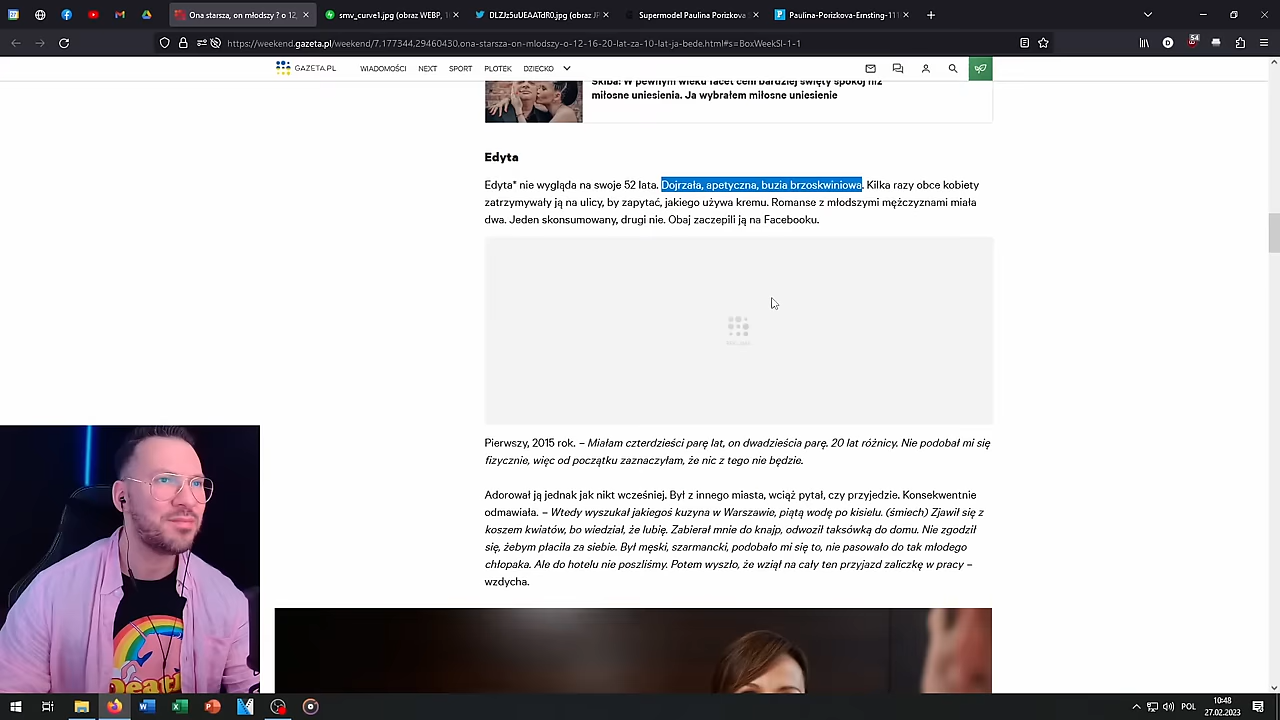 Ona starsza, on młodszy ? o 12,
smv_curve1.jpg (obraz WEBP, 1
DLZJz5uUEAATdR0.jpg (obraz JP
Supermodel Paulina Porizkova
Paulina-Porizkova-Ernsting-111
https://weekend.gazeta.pl/weekend/7,177344,29460430,ona-starsza-on-mlodszy-o-12-16-20-lat-za-10-lat-ja-bede.html#s=BoxWeekSl-1-1
54
GAZETA.PL WIADOMOŚCI NEXT SPORT PLOTEK DZIECKO
Skiba: W pewnym wieku facet ceni bardziej święty spokój niż
miłosne uniesienia. Ja wybrałem miłosne uniesienie
Edyta
Edyta* nie wygląda na swoje 52 lata. Dojrzała, apetyczna, buzia brzoskwiniowa. Kilka razy obce kobiety
zatrzymywały ją na ulicy, by zapytać, jakiego używa kremu. Romanse z młodszymi mężczyznami miała
dwa. Jeden skonsumowany, drugi nie. Obaj zaczepili ją na Facebooku.
Pierwszy, 2015 rok. – Miałam czterdzieści parę lat, on dwadzieścia parę. 20 lat różnicy. Nie podobał mi się
fizycznie, więc od początku zaznaczyłam, że nic z tego nie będzie.
Adorował ją jednak jak nikt wcześniej. Był z innego miasta, wciąż pytał, czy przyjedzie. Konsekwentnie
odmawiała. – Wtedy wyszukał jakiegoś kuzyna w Warszawie, piątą wodę po kisielu. (śmiech) Zjawił się z
koszem kwiatów, bo wiedział, że lubię. Zabierał mnie do knajp, odwoził taksówką do domu. Nie zgodził
się, żebym płaciła za siebie. Był męski, szarmancki, podobało mi się to, nie pasowało do tak młodego
chłopaka. Ale do hotelu nie poszliśmy. Potem wyszło, że wziął na cały ten przyjazd zaliczkę w pracy –
wzdycha.
Death
POL
10:48
27.02.2023